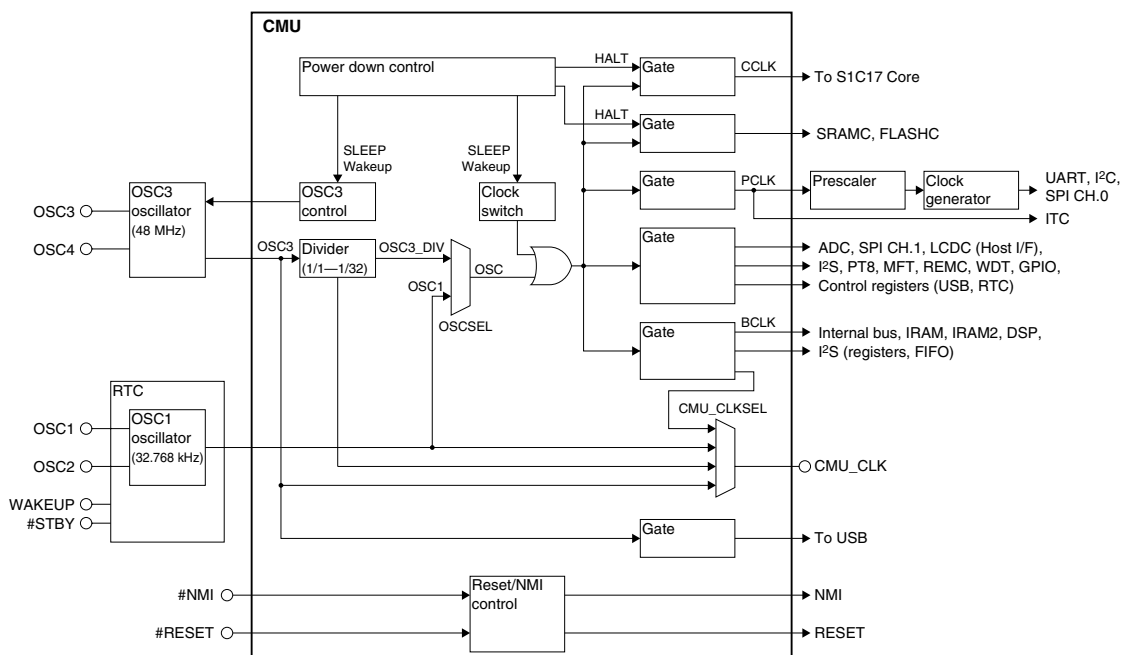 CMU
Power down control
HALT
Gate
CCLK
To S1C17 Core
HALT
Gate
SRAMC, FLASHC
SLEEP
Wakeup
SLEEP
Wakeup
OSC3
OSC4
OSC3
oscillator
(48 MHz)
OSC3
control
Clock
switch
Gate
PCLK
Prescaler
Clock
generator
UART, I2C,
SPI CH.0
ITC
OSC3
Divider
(1/1—1/32)
OSC3_DIV
OSC1
OSC
OSCSEL
Gate
ADC, SPI CH.1, LCDC (Host I/F),
I2S, PT8, MFT, REMC, WDT, GPIO,
Control registers (USB, RTC)
Gate
BCLK
Internal bus, IRAM, IRAM2, DSP,
I2S (registers, FIFO)
RTC
OSC1
OSC2
OSC1
oscillator
(32.768 kHz)
WAKEUP
#STBY
CMU_CLKSEL
CMU_CLK
Gate
To USB
#NMI
#RESET
Reset/NMI
control
NMI
RESET